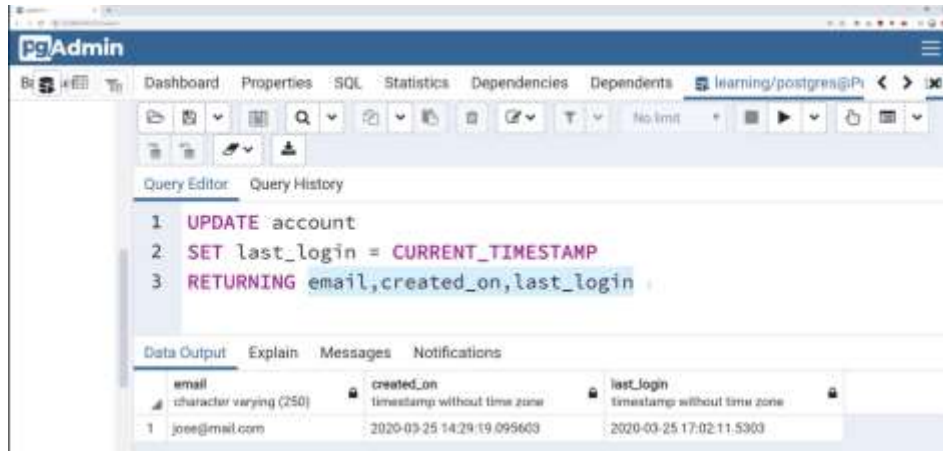 pgAdmin
Dashboard Properties SQL Statistics Dependencies Dependents learning/postgres@P
No limit
Query Editor Query History
1 UPDATE account
2 SET last_login = CURRENT_TIMESTAMP
3 RETURNING email,created_on,last_login
Data Output Explain Messages Notifications
email created_on last_login
character varying (250) timestamp without time zone timestamp without time zone
1 jose@mail.com 2020-03-25 14:29:19.095603 2020-03-25 17:02:11.5303